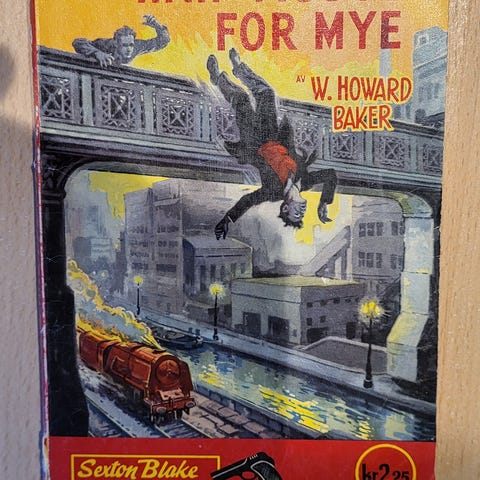 FOR MYE
AV W. HOWARD
BAKER
Sexton Blake
kr 2.25